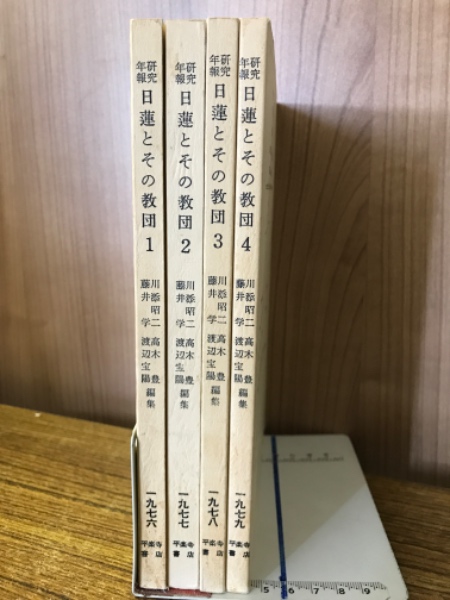 研究年報
日蓮とその教団 1
川添昭二 高木豊
藤井学 渡辺宝陽 編集
一九七六
平楽寺書店
研究年報
日蓮とその教団 2
川添昭二 高木豊
藤井学 渡辺宝陽 編集
一九七七
平楽寺書店
研究年報
日蓮とその教団 3
川添昭二 高木豊
藤井学 渡辺宝陽 編集
一九七八
平楽寺書店
研究年報
日蓮とその教団 4
川添昭二 高木豊
藤井学 渡辺宝陽 編集
一九七九
平楽寺書店
5 6 7 8 9